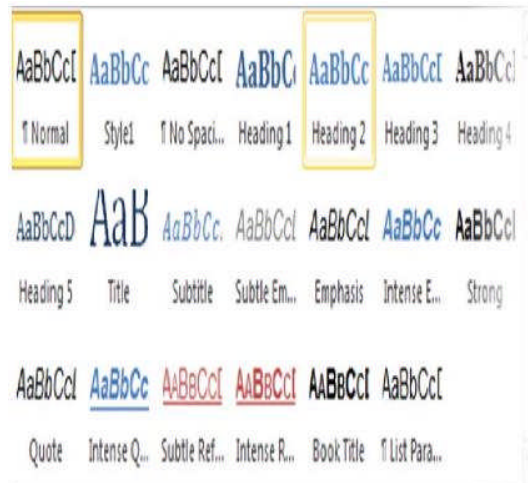 AaBbCcI AaBbCc AaBbCcI AaBbC AaBbCc AaBbCcI AaBbCcI
¶ Normal Style1 ¶ No Spaci... Heading 1 Heading 2 Heading 3 Heading 4
AaBbCcD AaB AaBbCc. AaBbCcI AaBbCcI AaBbCc AaBbCcI
Heading 5 Title Subtitle Subtle Em... Emphasis Intense E... Strong
AaBbCcI AaBbCc AABBCCI AABBCCI AABBCCI AaBbCcI
Quote Intense Q... Subtle Ref... Intense R... Book Title ¶ List Para...